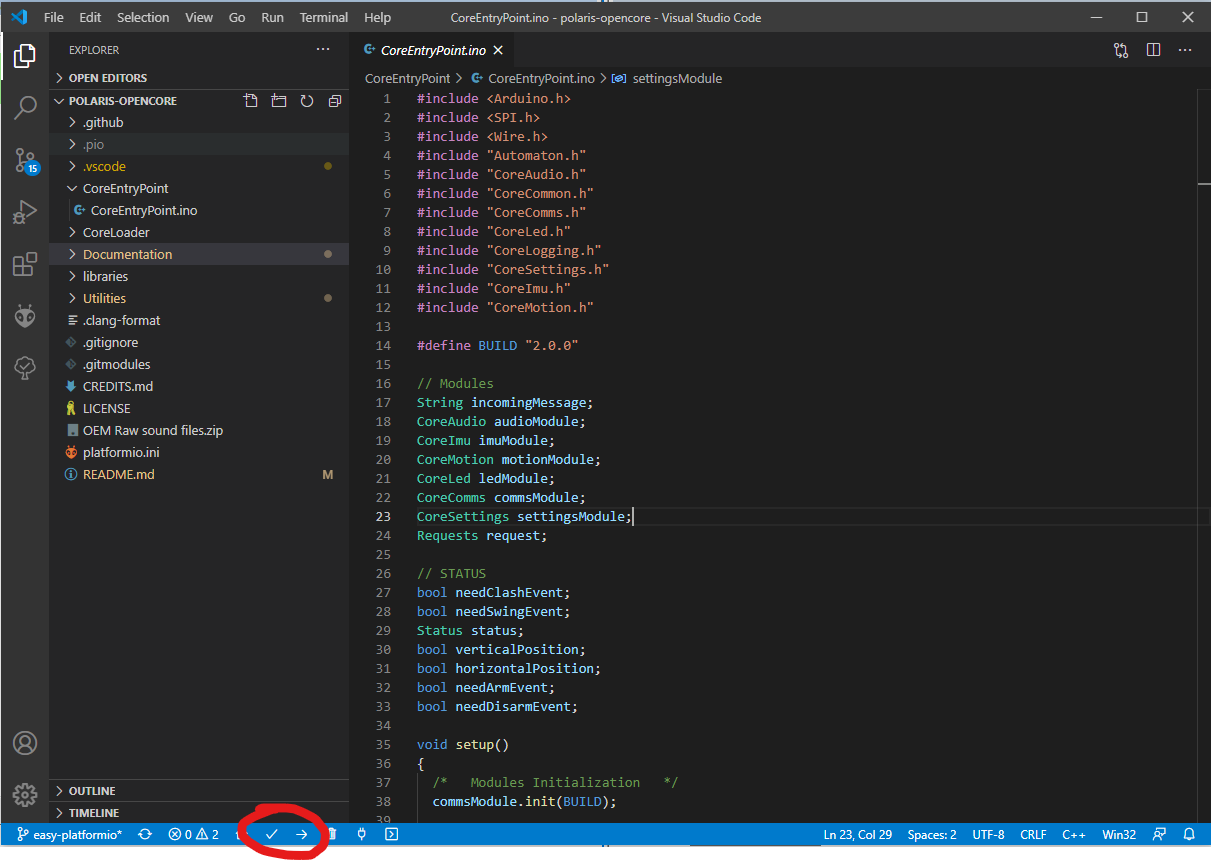 File Edit Selection View Go Run Terminal Help CoreEntryPoint.ino - polaris-opencore - Visual Studio Code
EXPLORER
OPEN EDITORS
POLARIS-OPENCORE
.github
.pio
.vscode
CoreEntryPoint
CoreEntryPoint.ino
CoreLoader
Documentation
libraries
Utilities
.clang-format
.gitignore
.gitmodules
CREDITS.md
LICENSE
OEM Raw sound files.zip
platformio.ini
README.md M
OUTLINE
TIMELINE
15
CoreEntryPoint.ino
CoreEntryPoint > CoreEntryPoint.ino > settingsModule
1 #include <Arduino.h>
2 #include <SPI.h>
3 #include <Wire.h>
4 #include "Automaton.h"
5 #include "CoreAudio.h"
6 #include "CoreCommon.h"
7 #include "CoreComms.h"
8 #include "CoreLed.h"
9 #include "CoreLogging.h"
10 #include "CoreSettings.h"
11 #include "CoreImu.h"
12 #include "CoreMotion.h"
13
14 #define BUILD "2.0.0"
15
16 // Modules
17 String incomingMessage;
18 CoreAudio audioModule;
19 CoreImu imuModule;
20 CoreMotion motionModule;
21 CoreLed ledModule;
22 CoreComms commsModule;
23 CoreSettings settingsModule;
24 Requests request;
25
26 // STATUS
27 bool needClashEvent;
28 bool needSwingEvent;
29 Status status;
30 bool verticalPosition;
31 bool horizontalPosition;
32 bool needArmEvent;
33 bool needDisarmEvent;
34
35 void setup()
36 {
37 /* Modules Initialization */
38 commsModule.init(BUILD);
39
easy-platformio* 0 2 Ln 23, Col 29 Spaces: 2 UTF-8 CRLF C++ Win32